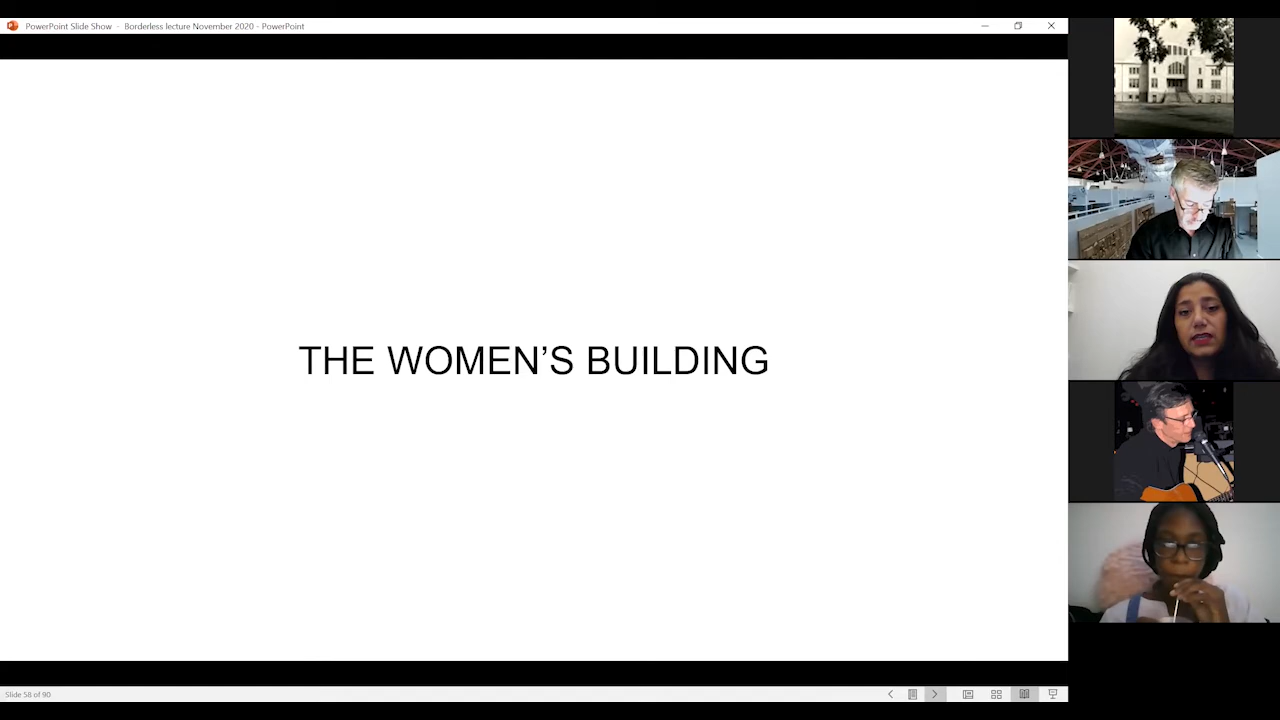 PowerPoint Slide Show - Borderless lecture November 2020 - PowerPoint
THE WOMEN’S BUILDING
Slide 58 of 90